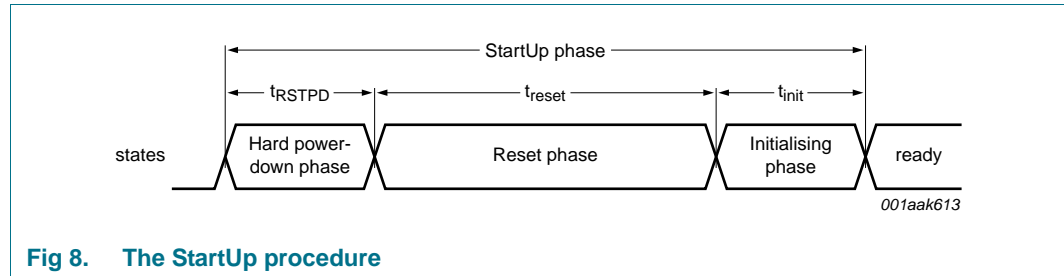 StartUp phase
tRSTPD
treset
tinit
states
Hard power-
down phase
Reset phase
Initialising
phase
ready
001aak613
Fig 8. The StartUp procedure